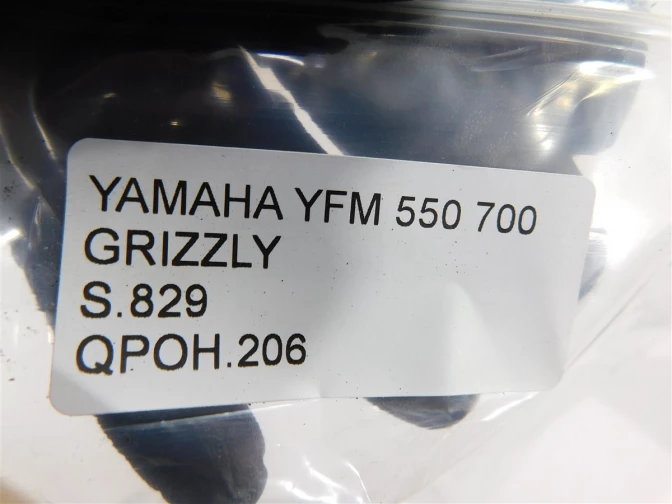 YAMAHA YFM 550 700
GRIZZLY
S.829
QPOH.206